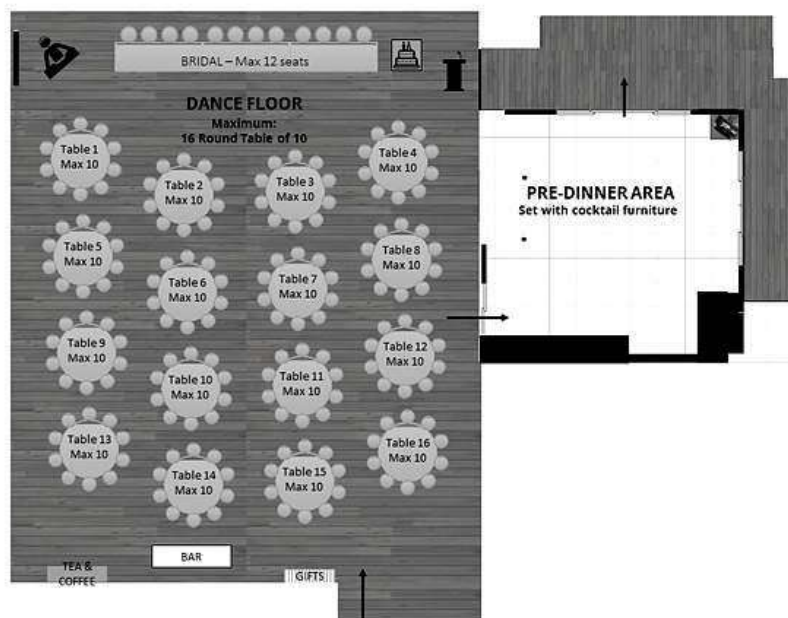 BRIDAL – Max 12 seats
DANCE FLOOR
Maximum:
16 Round Table of 10
Table 1
Max 10
Table 2
Max 10
Table 3
Max 10
Table 4
Max 10
PRE-DINNER AREA
Set with cocktail furniture
Table 5
Max 10
Table 6
Max 10
Table 7
Max 10
Table 8
Max 10
Table 9
Max 10
Table 10
Max 10
Table 11
Max 10
Table 12
Max 10
Table 13
Max 10
Table 14
Max 10
Table 15
Max 10
Table 16
Max 10
BAR
TEA &
COFFEE
GIFTS